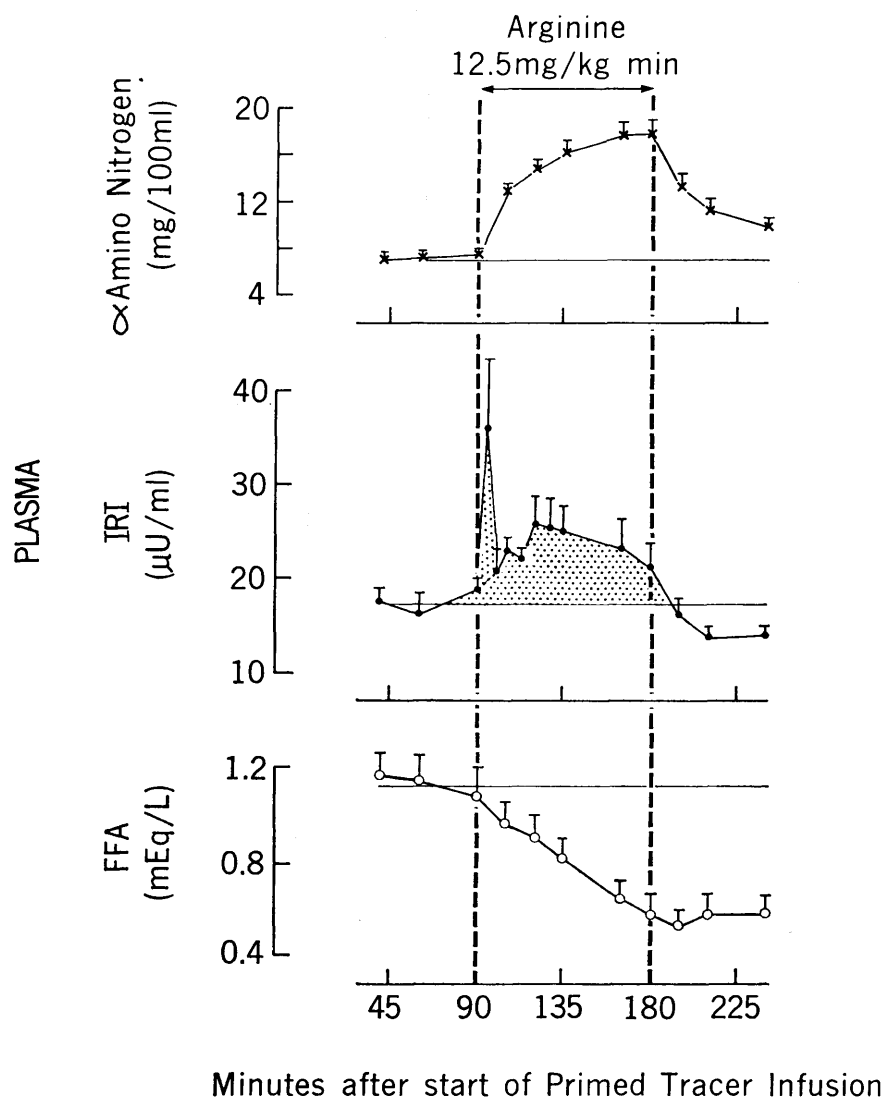 Arginine
12.5mg/kg min
αAmino Nitrogen
(mg/100ml)
20
12
4
PLASMA
IRI
(μU/ml)
40
30
20
10
FFA
(mEq/L)
1.2
0.8
0.4
45 90 135 180 225
Minutes after start of Primed Tracer Infusion